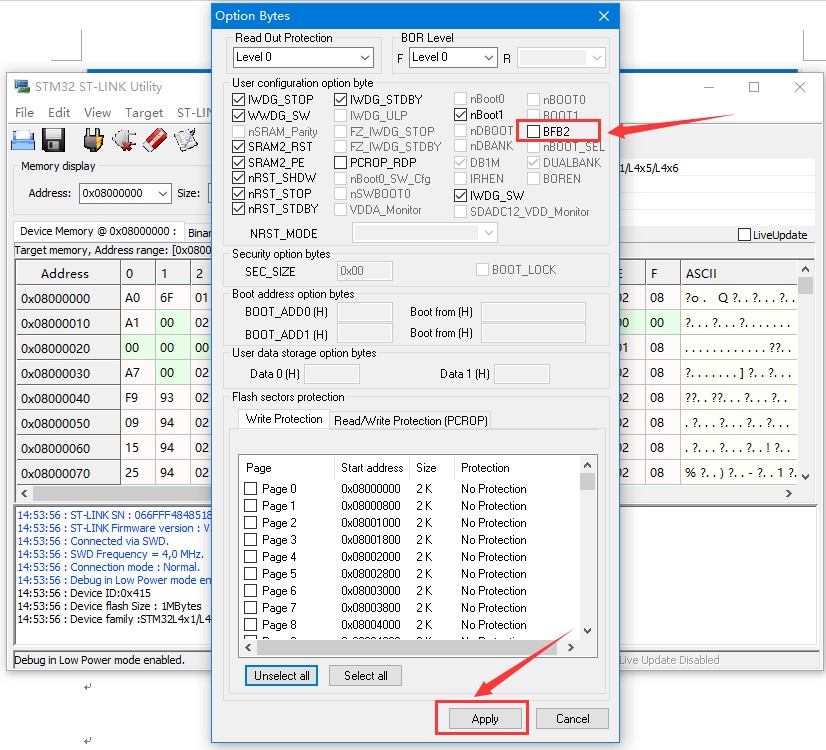 Option Bytes
Read Out Protection
Level 0
BOR Level
F Level 0 R
User configuration option byte
IWDG_STOP IWDG_STDBY nBoot0 nBOOT0
WWDG_SW IWDG_ULP nBoot1 BOOT1
nSRAM_Parity FZ_IWDG_STOP nDBOOT BFB2
SRAM2_RST FZ_IWDG_STDBY nDBANK nBOOT_SEL
SRAM2_PE PCROP_RDP DB1M DUALBANK
nRST_SHDW nBoot0_SW_Cfg IRHEN BOREN
nRST_STOP nSWBOOT0 IWDG_SW
nRST_STDBY VDDA_Monitor SDADC12_VDD_Monitor
NRST_MODE
Security option bytes
SEC_SIZE 0x00 BOOT_LOCK
Boot address option bytes
BOOT_ADD0 (H) Boot from (H)
BOOT_ADD1 (H) Boot from (H)
User data storage option bytes
Data 0 (H) Data 1 (H)
Flash sectors protection
Write Protection Read/Write Protection (PCROP)
Page Start address Size Protection
Page 0 0x08000000 2 K No Protection
Page 1 0x08000800 2 K No Protection
Page 2 0x08001000 2 K No Protection
Page 3 0x08001800 2 K No Protection
Page 4 0x08002000 2 K No Protection
Page 5 0x08002800 2 K No Protection
Page 6 0x08003000 2 K No Protection
Page 7 0x08003800 2 K No Protection
Page 8 0x08004000 2 K No Protection
Unselect all Select all
Apply Cancel
STM32 ST-LINK Utility
File Edit View Target ST-LIN
Memory display
Address: 0x08000000 Size:
1/L4x5/L4x6
Device Memory @ 0x08000000 : Binar
LiveUpdate
Target memory, Address range: [0x0800
Address 0 1 2 E F ASCII
0x08000000 A0 6F 01 02 08 ?o. Q ?...?...?..
0x08000010 A1 00 02 00 00 ?...?...?.......
0x08000020 00 00 00 01 08 ............??..
0x08000030 A7 00 02 02 08 ?.......] ?..?...
0x08000040 F9 93 02 02 08 ??..??...?...?...
0x08000050 09 94 02 02 08 .?...?...?...?..
0x08000060 15 94 02 02 08 .?...?...?..! ?..
0x08000070 25 94 02 02 08 % ?..) ?..-?..1 ?..
14:53:56 : ST-LINK SN : 066FFF4848518
14:53:56 : ST-LINK Firmware version : V
14:53:56 : Connected via SWD.
14:53:56 : SWD Frequency = 4,0 MHz.
14:53:56 : Connection mode : Normal.
14:53:56 : Debug in Low Power mode en
14:53:56 : Device ID:0x415
14:53:56 : Device flash Size : 1MBytes
14:53:56 : Device family :STM32L4x1/L4
Debug in Low Power mode enabled.
Live Update Disabled